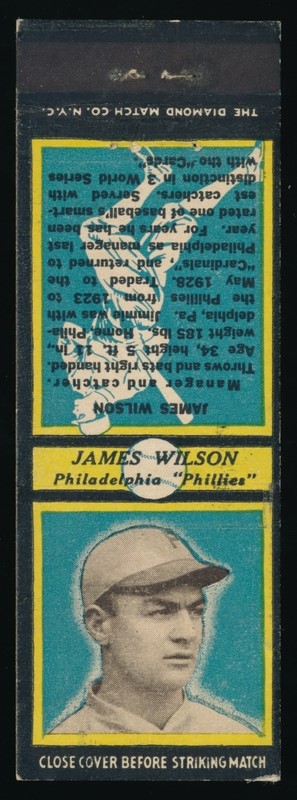 THE DIAMOND MATCH CO. N.Y.C.
JAMES WILSON
Manager and catcher.
Throws and bats right handed.
Age, 34, height 5 ft. 11 in.,
weight 185 lbs. Home, Phila-
delphia, Pa. Jimmie was with
the Phillies from 1923 to
May, 1928. Traded to the
"Cardinals", and returned to
Philadelphia as manager last
year. For years he has been
rated one of baseball's smart-
est catchers. Served with
distinction in 3 World Series
with the "Cards".
JAMES WILSON
Philadelphia "Phillies"
P
CLOSE COVER BEFORE STRIKING MATCH